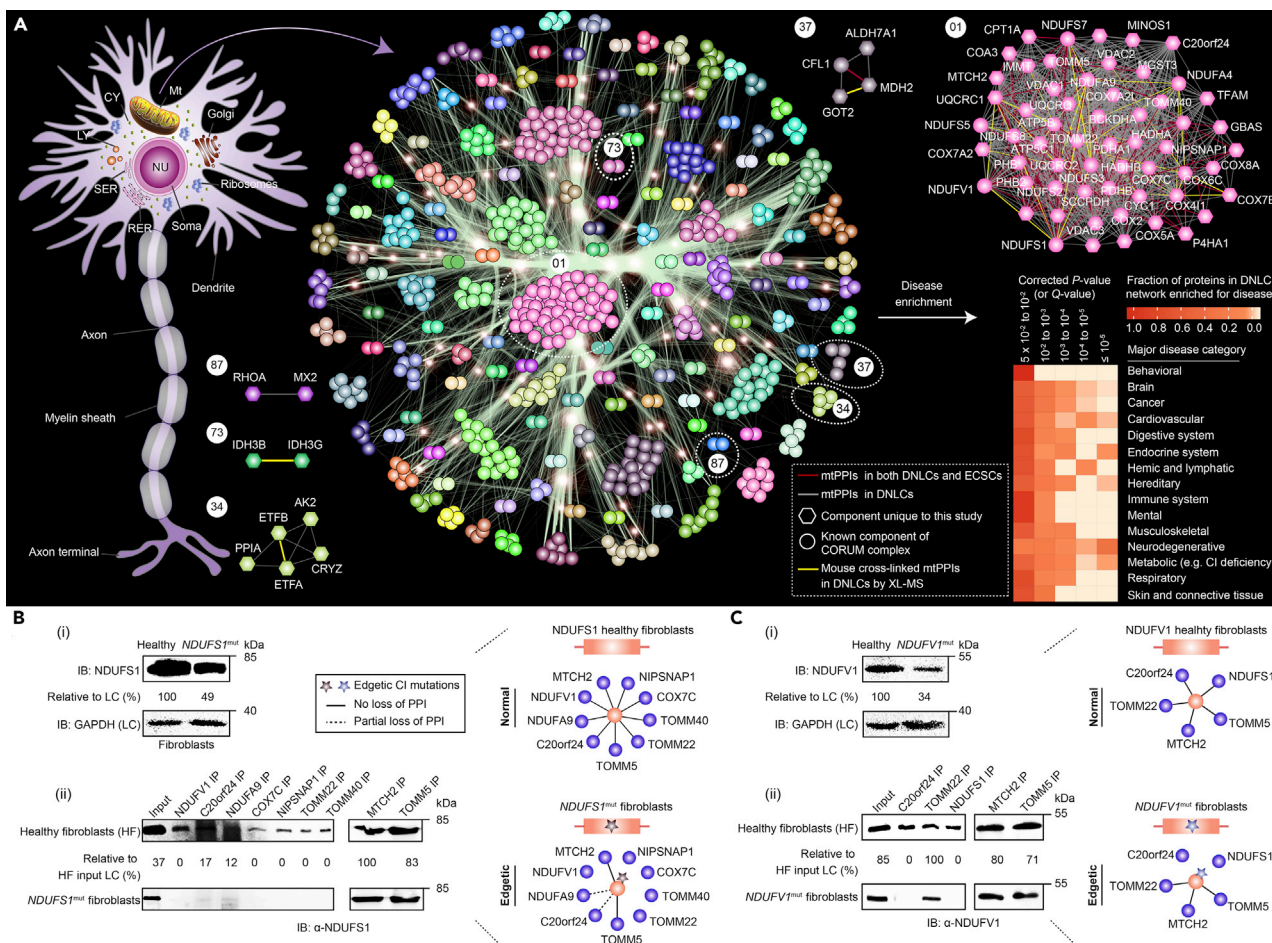 A
CY
Mt
Golgi
LY
NU
SER
Ribosomes
RER
Soma
Dendrite
Axon
Myelin sheath
Axon terminal
87
RHOA
MX2
73
IDH3B
IDH3G
34
AK2
ETFB
PPIA
CRYZ
ETFA
73
01
37
34
87
37
ALDH7A1
CFL1
MDH2
GOT2
Disease
enrichment
mtPPIs in both DNLCs and ECSCs
mtPPIs in DNLCs
Component unique to this study
Known component of
CORUM complex
Mouse cross-linked mtPPIs
in DNLCs by XL-MS
01
NDUFS7
MINOS1
CPT1A
C20orf24
COA3
VDAC2
IMMT
TOMM5
MGST3
MTCH2
VDAC1
NDUFA9
NDUFA4
UQCRC1
COX7A2L
TOMM40
TFAM
UQCRQ
BCKDHA
ATP5B
GBAS
NDUFS5
NDUFS8
TOMM22
HADHA
ATP5C1
PDHA1
NIPSNAP1
COX7A2
PHB
UQCRC2
HADHB
COX8A
COX7C
COX6C
NDUFV1
PHB2
NDUFS3
NDUFS2
PDHB
SCCPDH
CYC1
COX4I1
COX2
NDUFS1
VDAC3
COX5A
P4HA1
Corrected P-value
(or Q-value)
5 x 10⁻² to 10⁻²
10⁻² to 10⁻³
10⁻³ to 10⁻⁴
10⁻⁴ to 10⁻⁵
≤ 10⁻⁵
Fraction of proteins in DNLC
network enriched for disease
1.0 0.8 0.6 0.4 0.2 0.0
Major disease category
Behavioral
Brain
Cancer
Cardiovascular
Digestive system
Endocrine system
Hemic and lymphatic
Hereditary
Immune system
Mental
Musculoskeletal
Neurodegenerative
Metabolic (e.g. CI deficiency)
Respiratory
Skin and connective tissue
B
(i)
Healthy NDUFS1ᵐᵘᵗ kDa
85
IB: NDUFS1
Relative to LC (%) 100 49
40
IB: GAPDH (LC)
Fibroblasts
Edgetic CI mutations
No loss of PPI
Partial loss of PPI
(ii)
Input
NDUFV1 IP
C20orf24 IP
NDUFA9 IP
COX7C IP
NIPSNAP1 IP
TOMM22 IP
TOMM40 IP
MTCH2 IP
TOMM5 IP
kDa
85
Healthy fibroblasts (HF)
Relative to
HF input LC (%)
37 0 17 12 0 0 0 0 100 83
85
NDUFS1ᵐᵘᵗ fibroblasts
IB: α-NDUFS1
NDUFS1 healthy fibroblasts
Normal
MTCH2
NIPSNAP1
NDUFV1
COX7C
NDUFA9
TOMM40
C20orf24
TOMM22
TOMM5
NDUFS1ᵐᵘᵗ fibroblasts
Edgetic
MTCH2
NIPSNAP1
NDUFV1
COX7C
NDUFA9
TOMM40
C20orf24
TOMM22
TOMM5
C
(i)
Healthy NDUFV1ᵐᵘᵗ kDa
55
IB: NDUFV1
Relative to LC (%) 100 34
40
IB: GAPDH (LC)
(ii)
Input
C20orf24 IP
TOMM22 IP
NDUFS1 IP
MTCH2 IP
TOMM5 IP
kDa
55
Healthy fibroblasts (HF)
Relative to
HF input LC (%)
85 0 100 0 80 71
55
NDUFV1ᵐᵘᵗ fibroblasts
IB: α-NDUFV1
NDUFV1 healthy fibroblasts
Normal
C20orf24
NDUFS1
TOMM22
TOMM5
MTCH2
NDUFV1ᵐᵘᵗ fibroblasts
Edgetic
C20orf24
NDUFS1
TOMM22
TOMM5
MTCH2